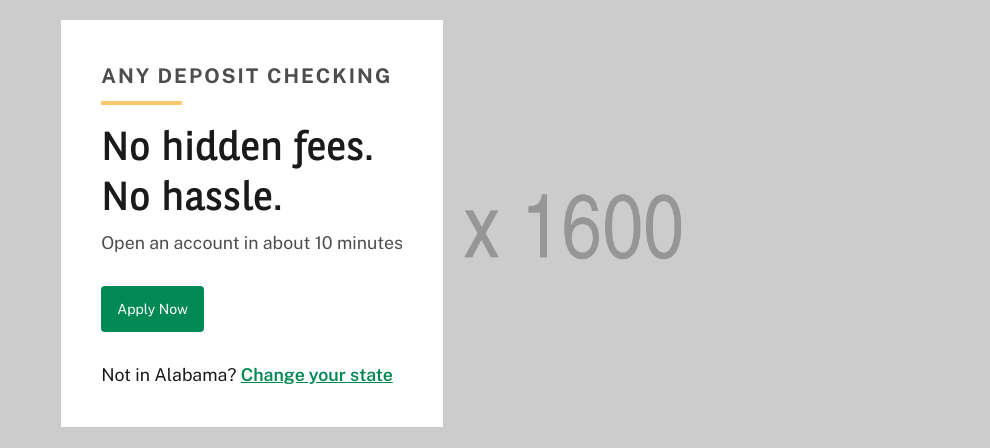 ANY DEPOSIT CHECKING
No hidden fees.
No hassle.
Open an account in about 10 minutes
Apply Now
Not in Alabama? Change your state
x 1600